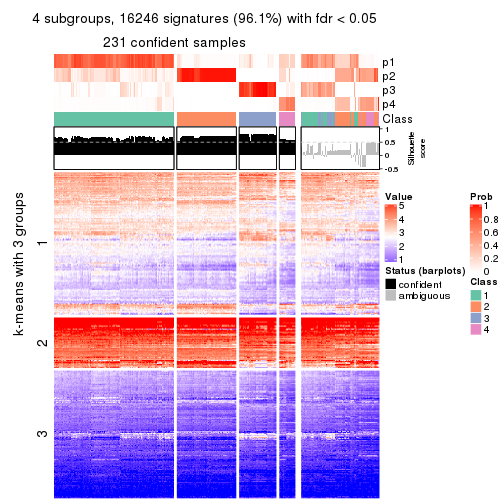 4 subgroups, 16246 signatures (96.1%) with fdr < 0.05
231 confident samples
p1
p2
p3
p4
Class
1
0.5
0
-0.5
Silhouette
score
k-means with 3 groups
1
2
3
Value
5
4
3
2
1
Status (barplots)
confident
ambiguous
Prob
1
0.8
0.6
0.4
0.2
0
Class
1
2
3
4